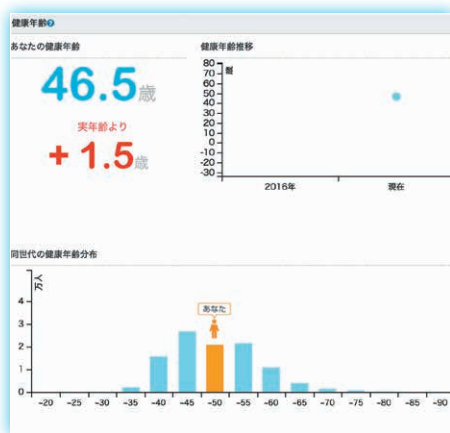 健康年齢?
あなたの健康年齢
46.5歳
実年齢より
+ 1.5歳
健康年齢推移
歳
80
70
60
50
40
30
20
10
0
-10
-20
-30
2016年
現在
同世代の健康年齢分布
万人
4
3
2
1
0
あなた
-20 -25 -30 -35 -40 -45 -50 -55 -60 -65 -70 -75 -80 -85 -90